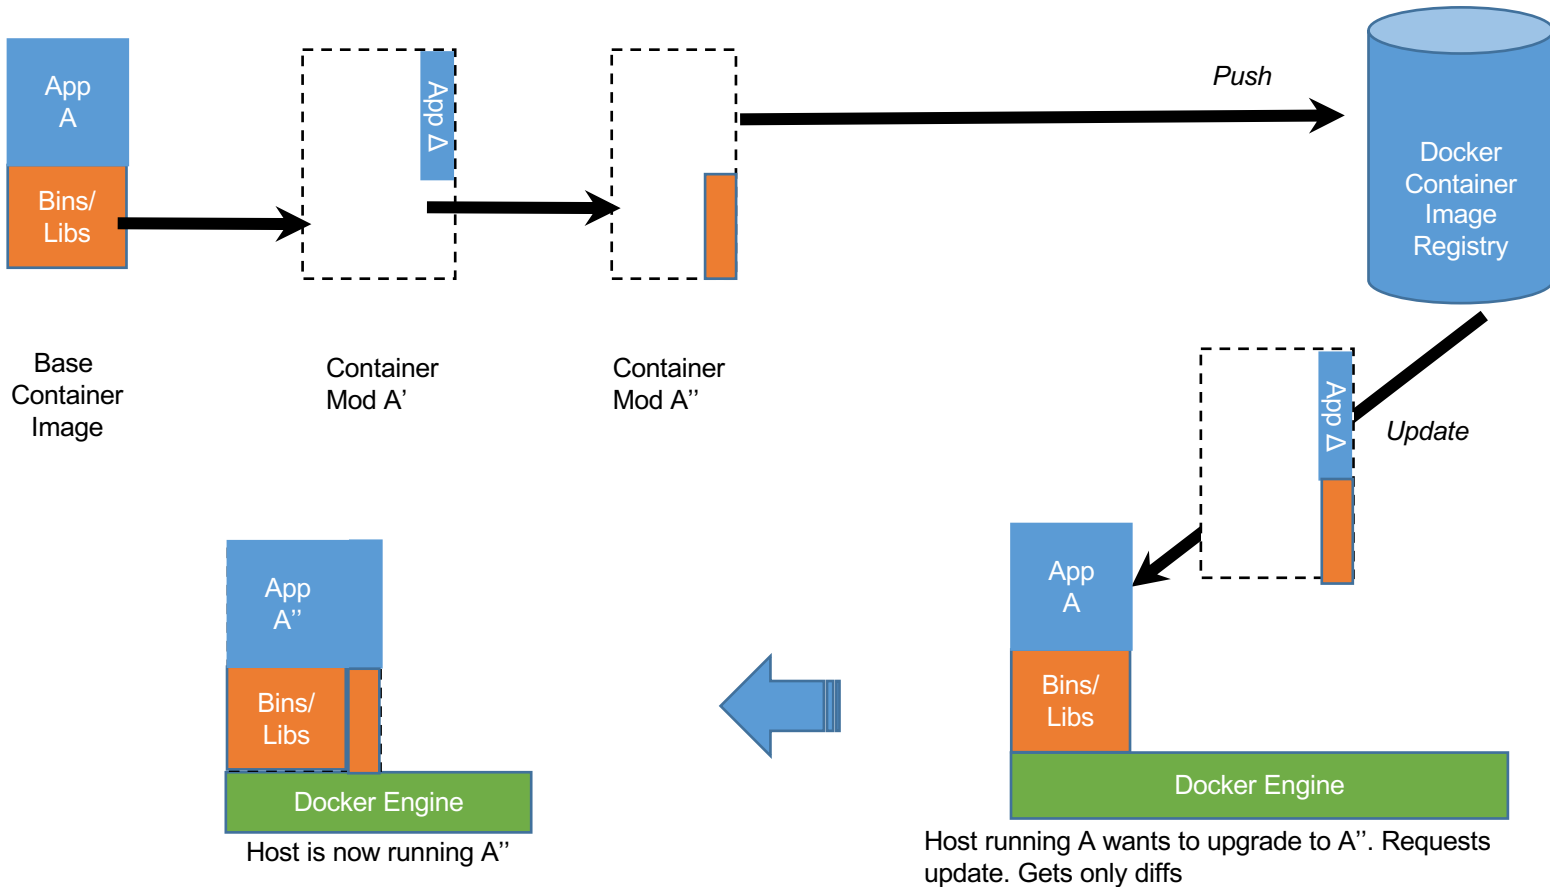 App
A
Bins/
Libs
App Δ
Push
Docker
Container
Image
Registry
Base
Container
Image
Container
Mod A’
Container
Mod A’’
App Δ
Update
App
A’’
Bins/
Libs
Docker Engine
Host is now running A’’
App
A
Bins/
Libs
Docker Engine
Host running A wants to upgrade to A’’. Requests
update. Gets only diffs